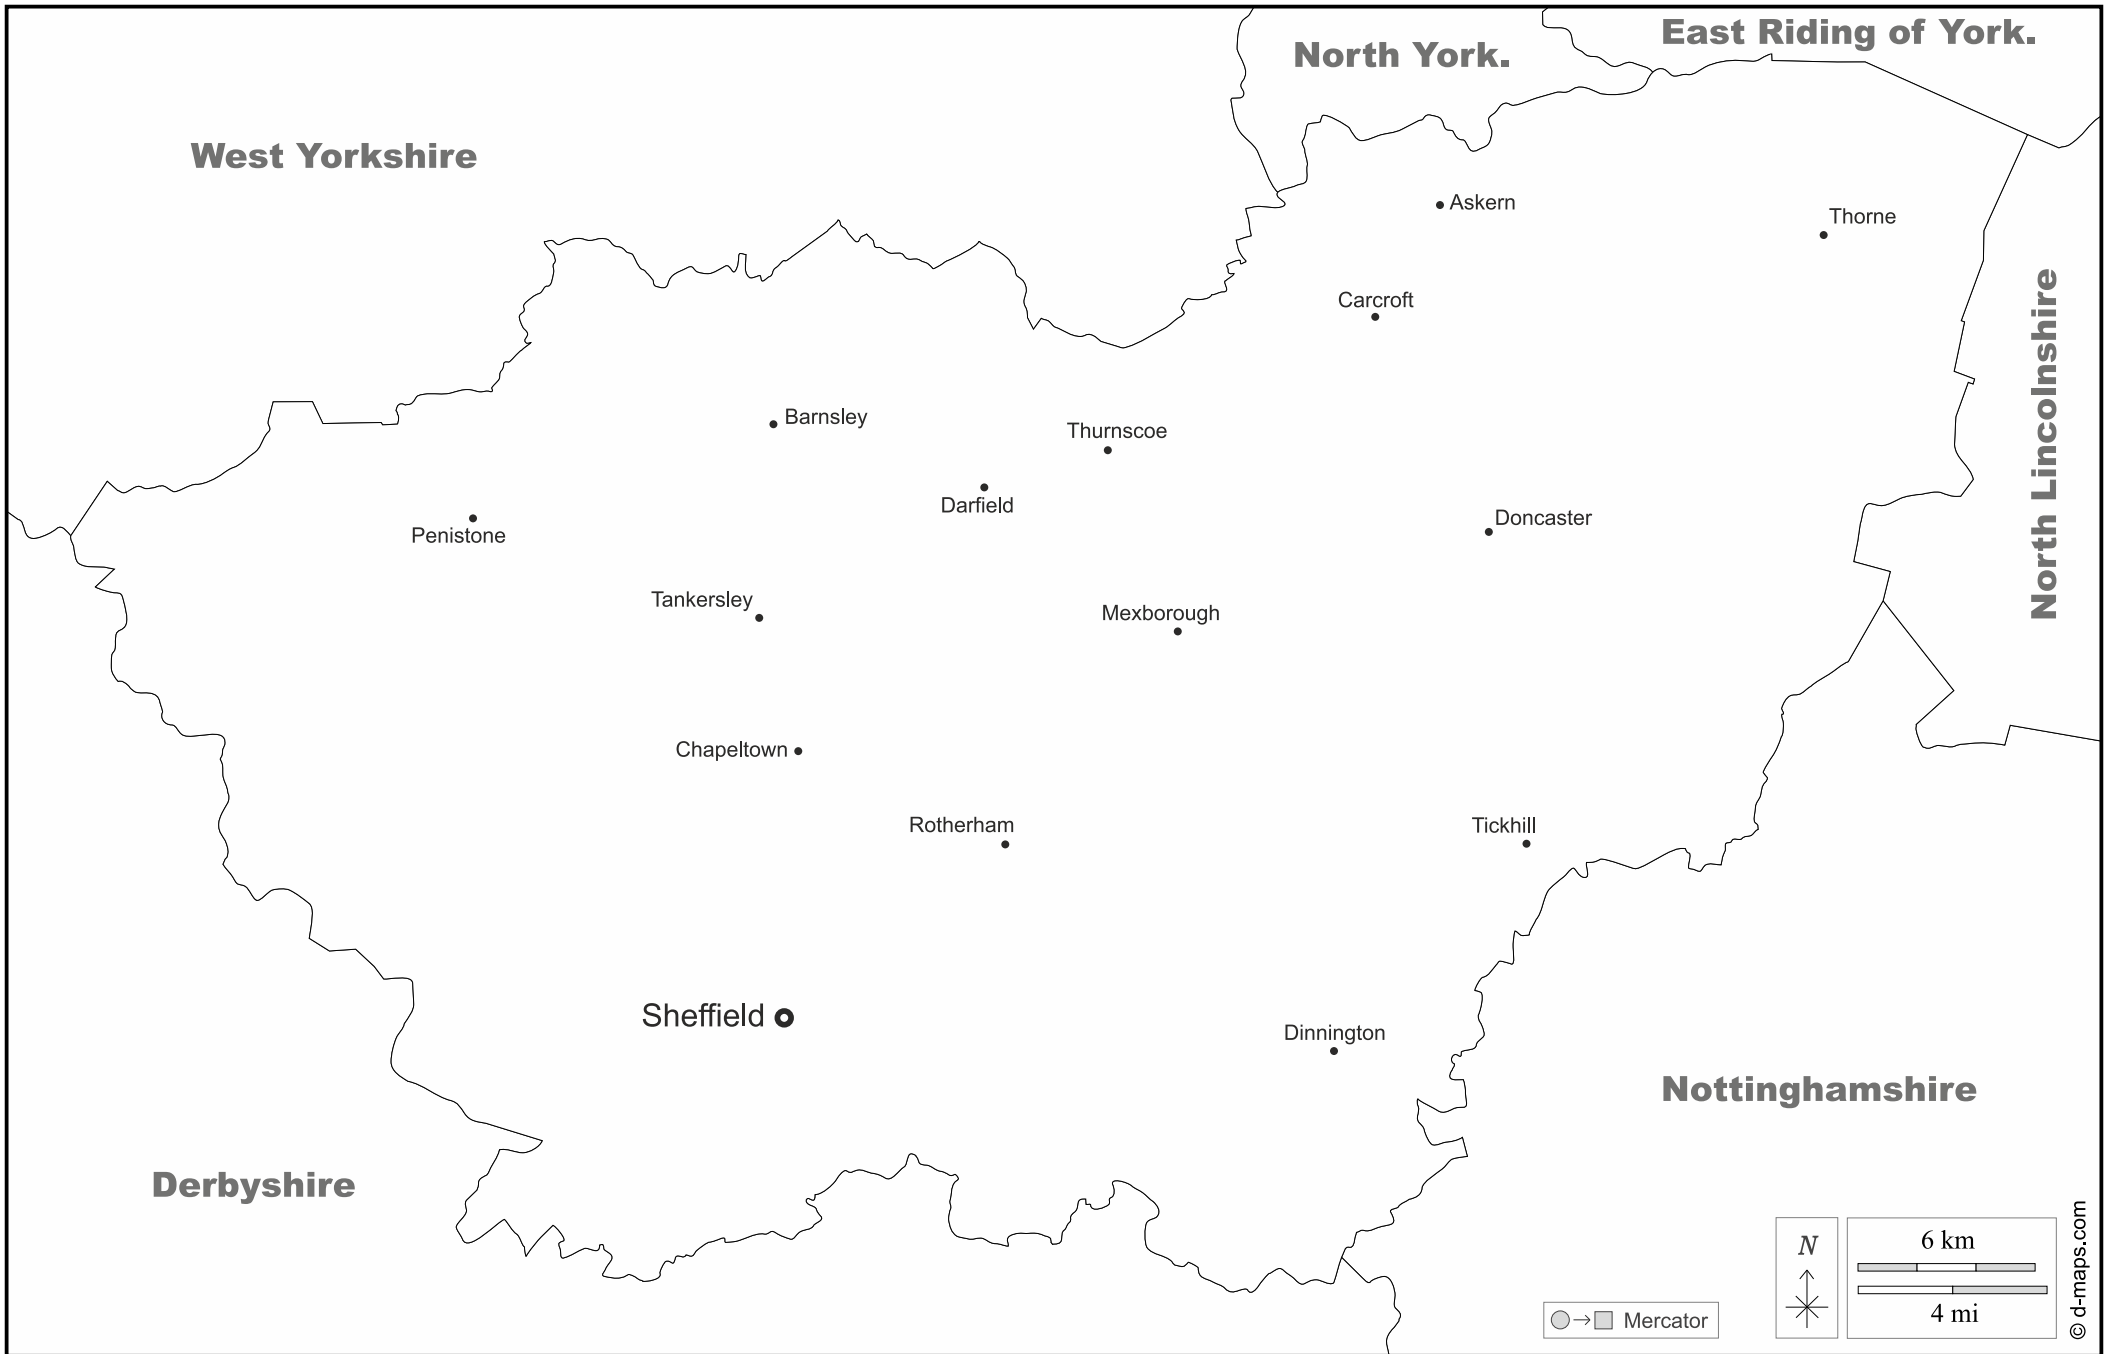 East Riding of York.
North York.
West Yorkshire
Askern
Thorne
Carcroft
North Lincolnshire
Barnsley
Thurnscoe
Darfield
Doncaster
Penistone
Tankersley
Mexborough
Chapeltown
Rotherham
Tickhill
Sheffield
Dinnington
Nottinghamshire
Derbyshire
N
6 km
4 mi
Mercator
© d-maps.com